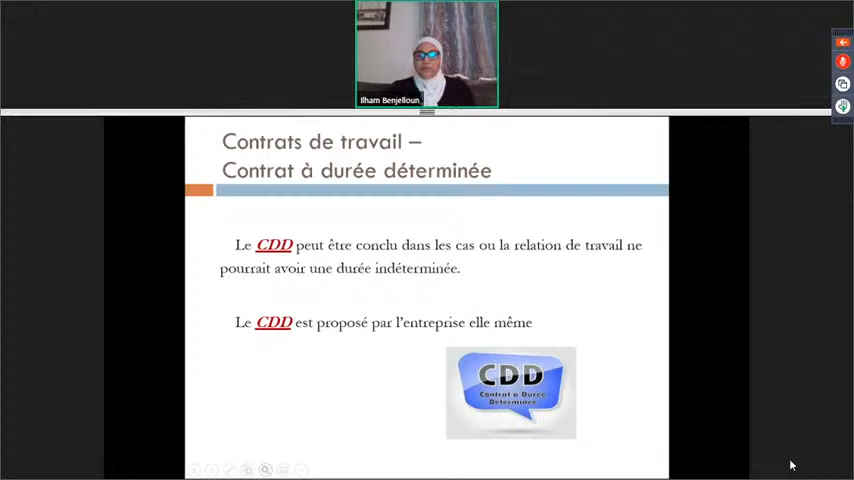 Ilham Benjelloun
Contrats de travail –
Contrat à durée déterminée
Le CDD peut être conclu dans les cas ou la relation de travail ne
pourrait avoir une durée indéterminée.
Le CDD est proposé par l’entreprise elle même
CDD
Contrat à Durée
Déterminée